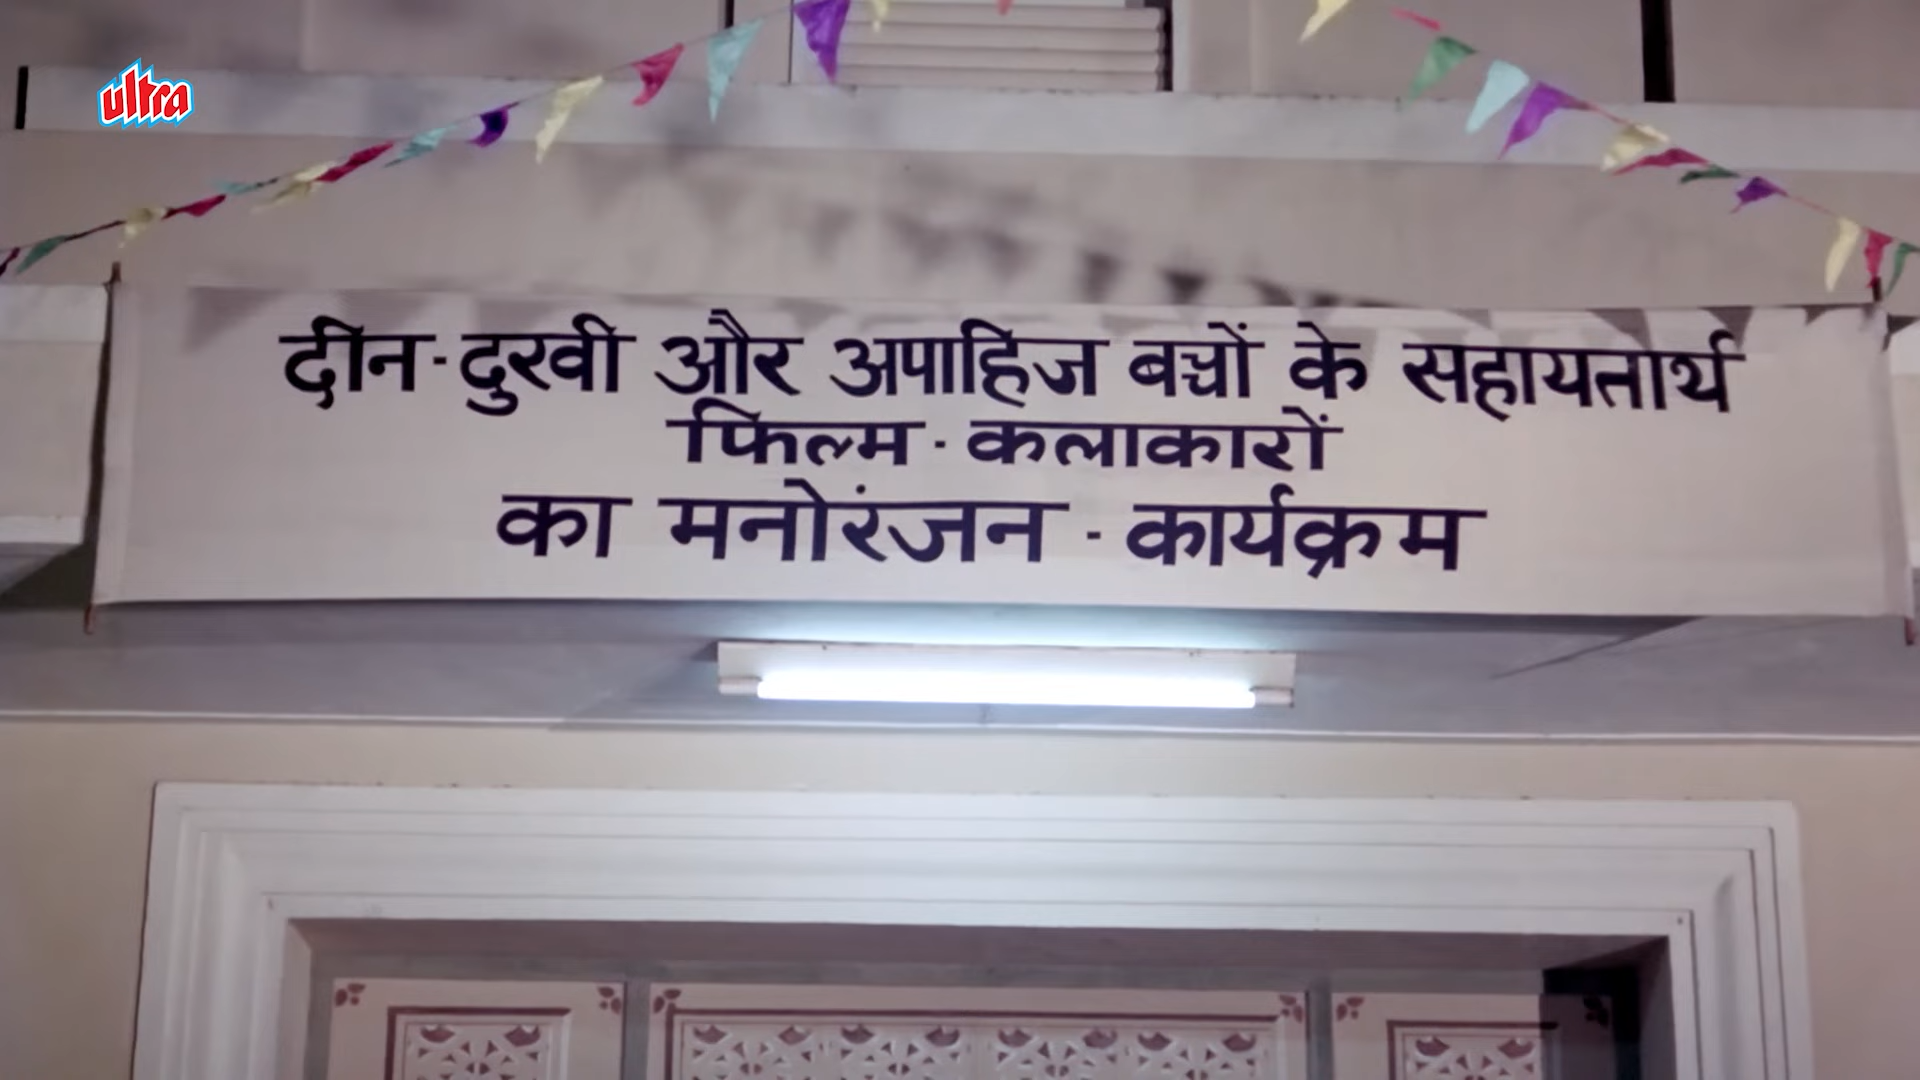 ultra
दीन-दुखी और अपाहिज बच्चों के सहायतार्थ
फिल्म-कलाकारों
का मनोरंजन-कार्यक्रम